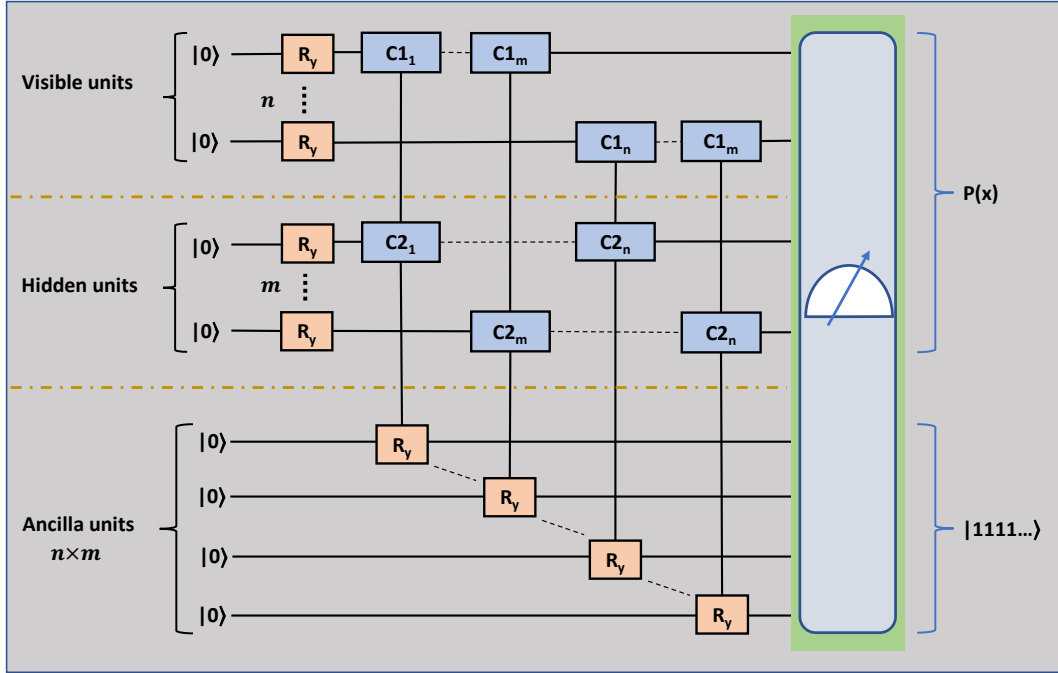 |0⟩ R_y C1_1 C1_m
Visible units
n
|0⟩ R_y C1_n C1_m
P(x)
|0⟩ R_y C2_1 C2_n
Hidden units
m
|0⟩ R_y C2_m C2_n
|0⟩ R_y
|0⟩ R_y
Ancilla units
n×m
|1111...⟩
|0⟩ R_y
|0⟩ R_y